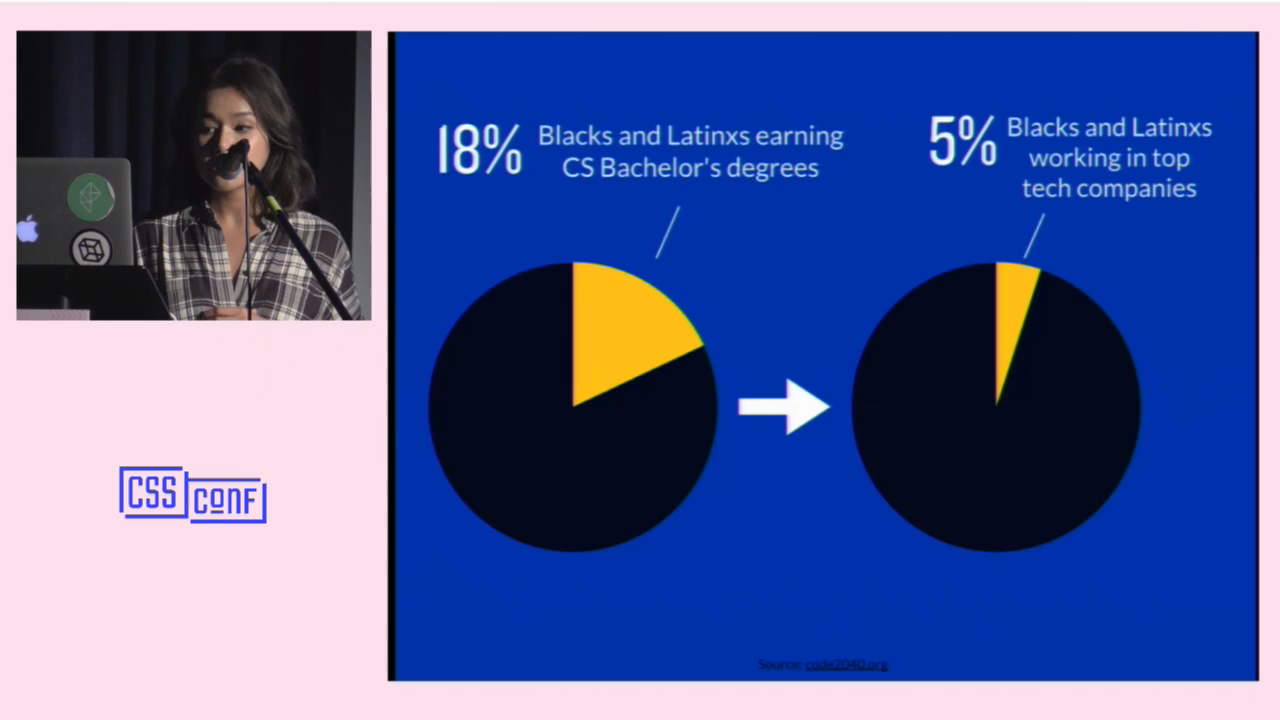 18%
Blacks and Latinxs earning
CS Bachelor's degrees
5%
Blacks and Latinxs
working in top
tech companies
CSS CONF
Source: code2040.org